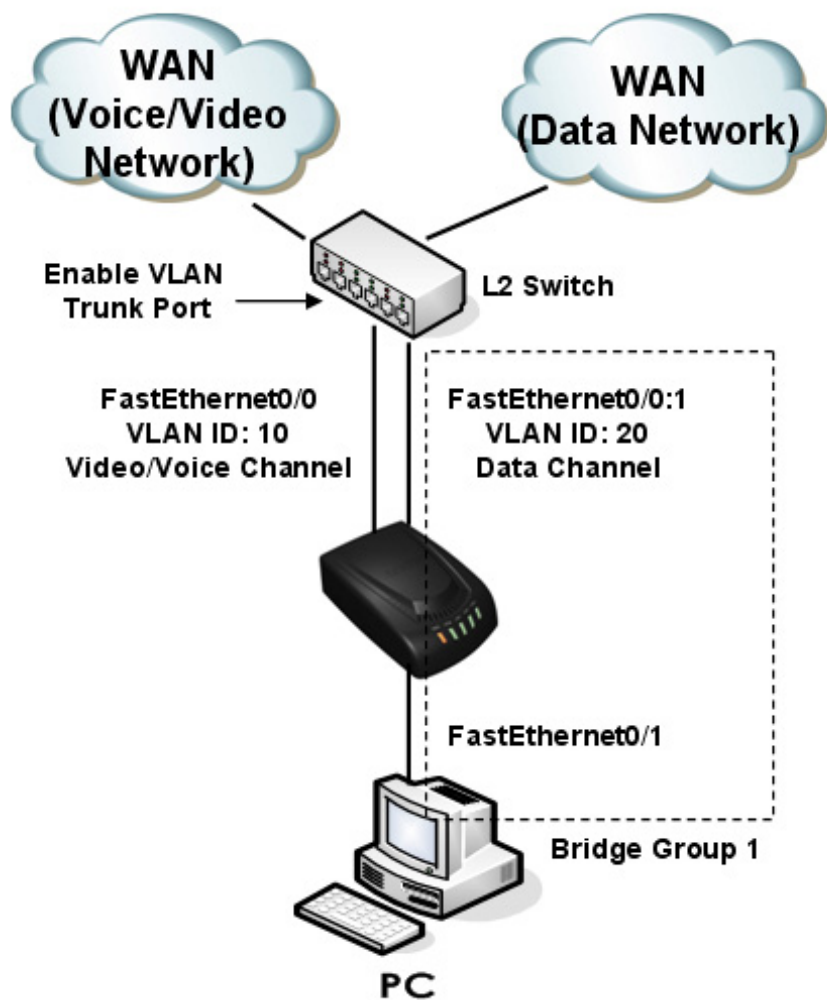 WAN
(Voice/Video
Network)
WAN
(Data Network)
Enable VLAN
Trunk Port
L2 Switch
FastEthernet0/0
VLAN ID: 10
Video/Voice Channel
FastEthernet0/0:1
VLAN ID: 20
Data Channel
FastEthernet0/1
Bridge Group 1
PC